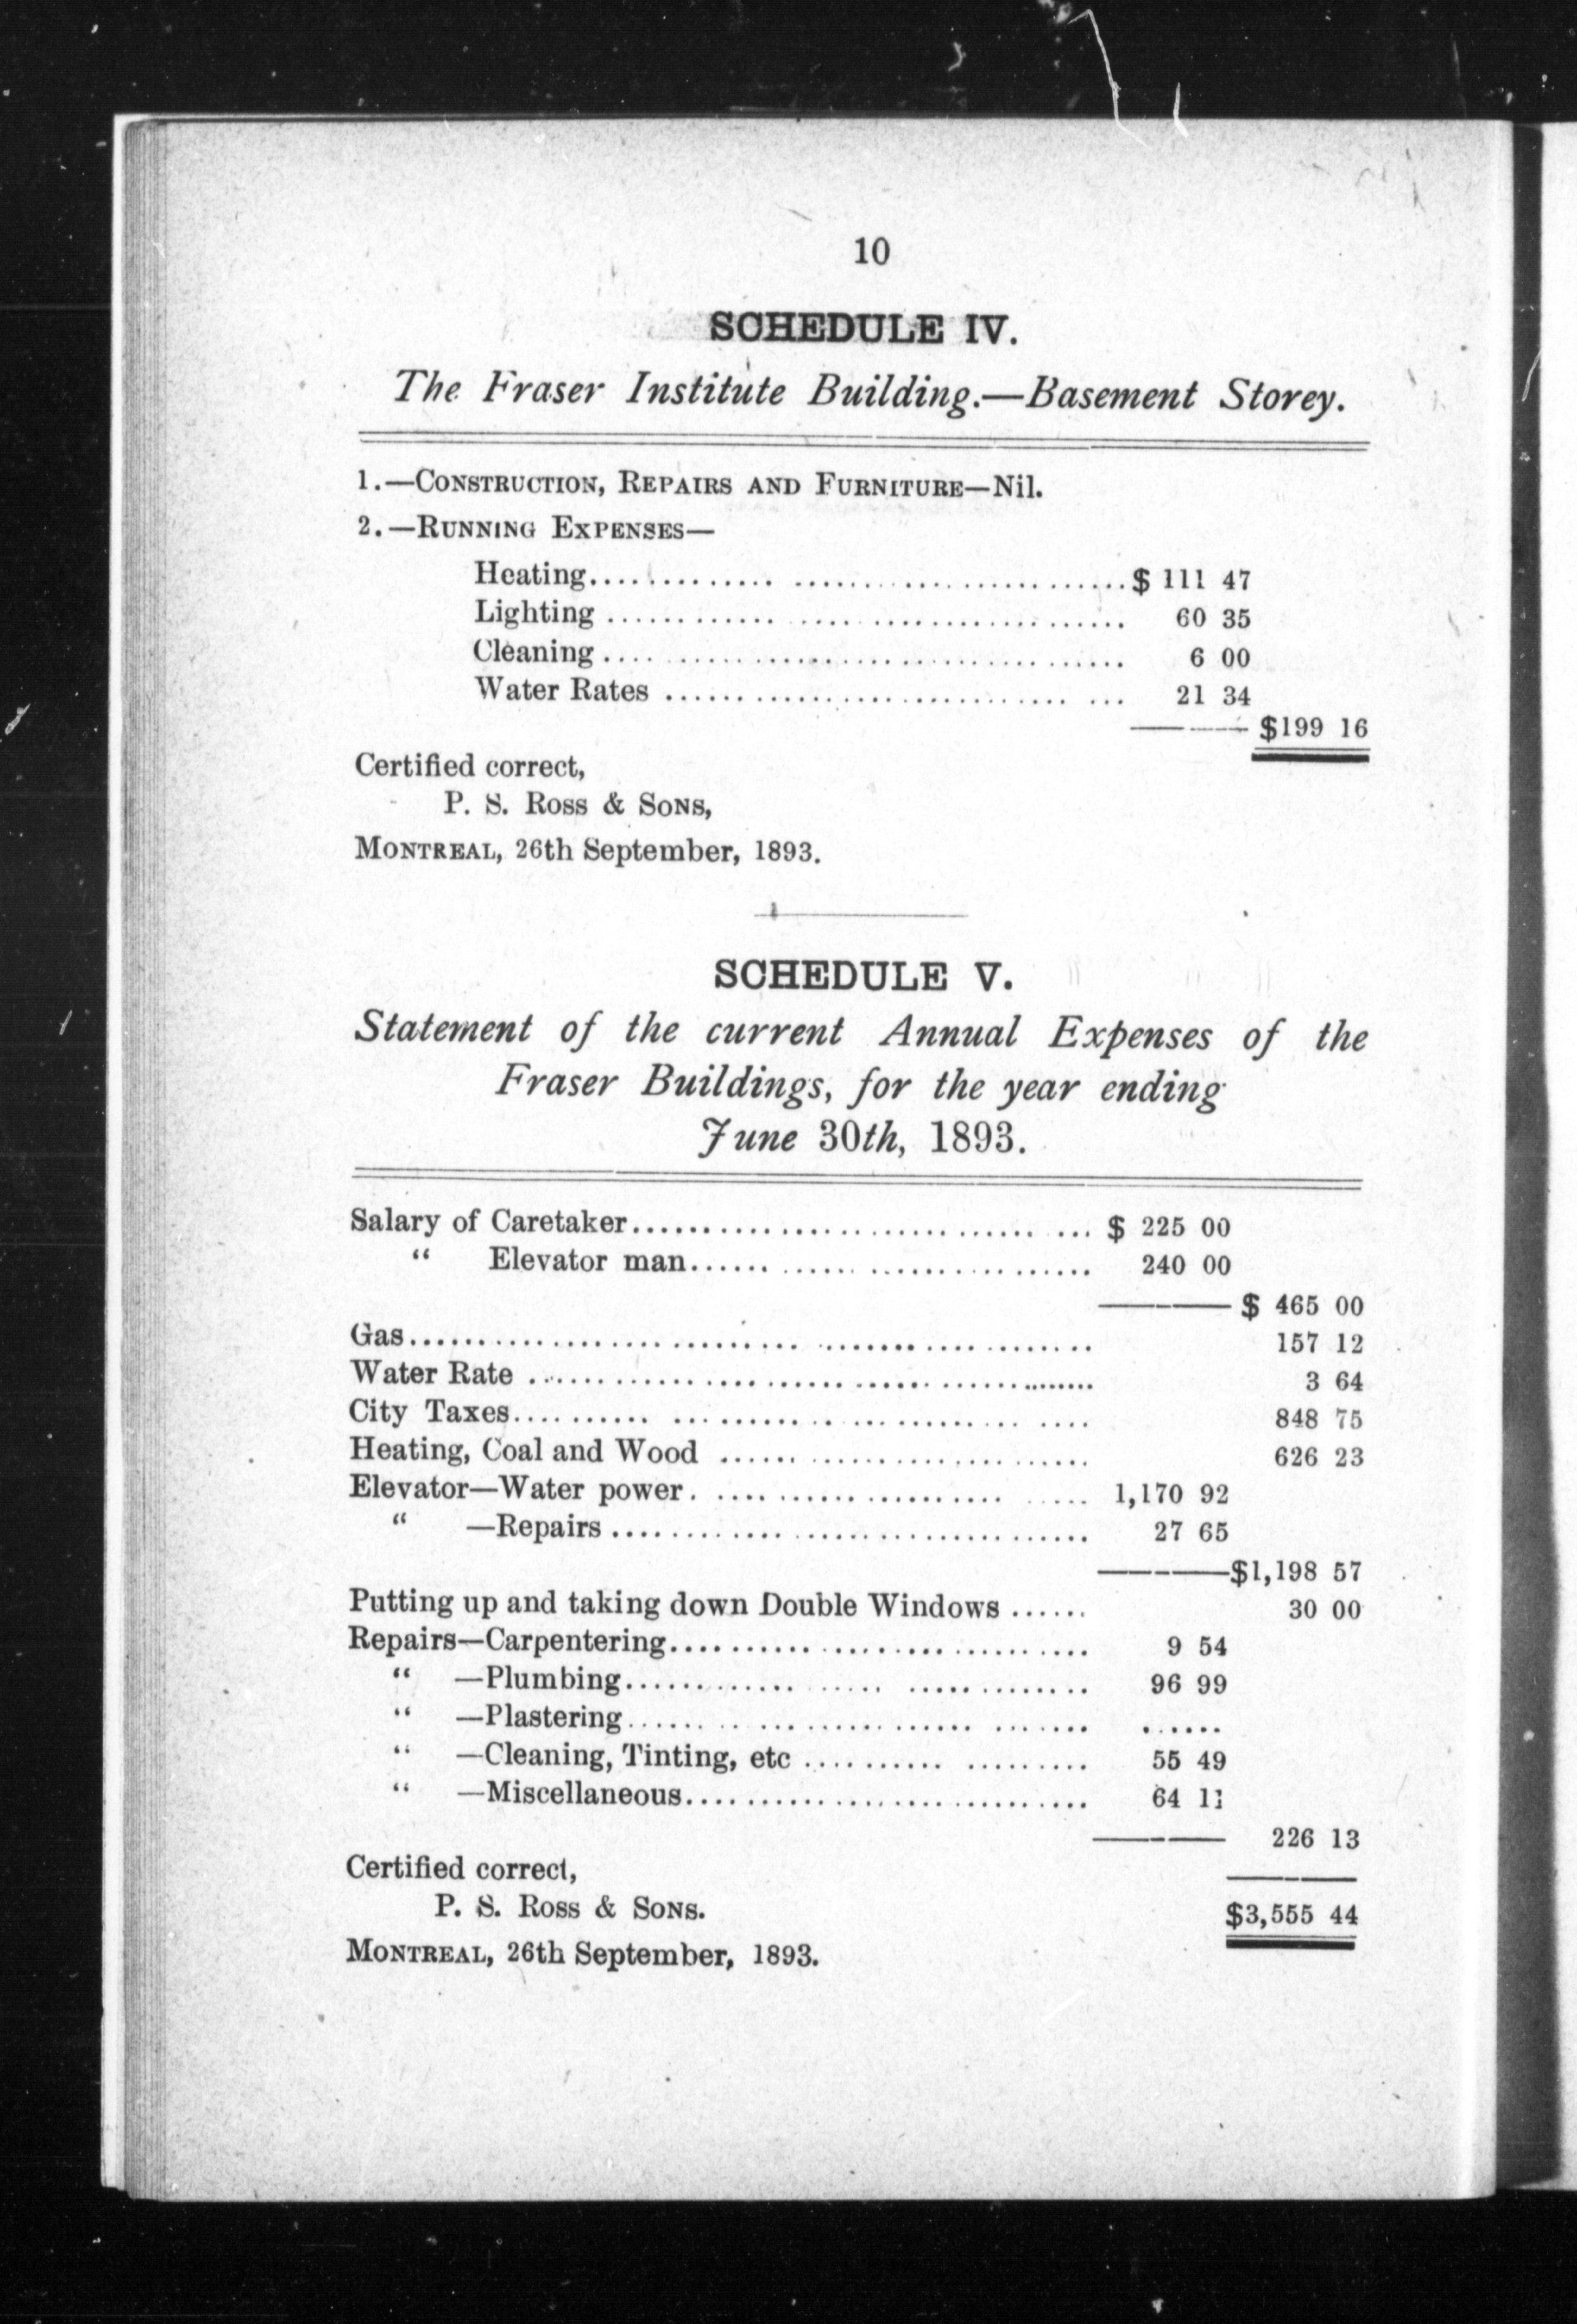 10
SCHEDULE IV.
The Fraser Institute Building.—Basement Storey.
1.—CONSTRUCTION, REPAIRS AND FURNITURE—Nil.
2.—RUNNING EXPENSES—
Heating........................................$ 111 47
Lighting ........................................ 60 35
Cleaning ........................................ 6 00
Water Rates ........................................ 21 34
$199 16
Certified correct,
P. S. ROSS & SONS,
MONTREAL, 26th September, 1893.
SCHEDULE V.
Statement of the current Annual Expenses of the
Fraser Buildings, for the year ending
June 30th, 1893.
Salary of Caretaker........................................ $ 225 00
“ Elevator man........................................ 240 00
$ 465 00
Gas........................................ 157 12
Water Rate ........................................ 3 64
City Taxes........................................ 848 75
Heating, Coal and Wood ........................................ 626 23
Elevator—Water power........................................ 1,170 92
“ —Repairs ........................................ 27 65
$1,198 57
Putting up and taking down Double Windows ...... 30 00
Repairs—Carpentering........................................ 9 54
“ —Plumbing........................................ 96 99
“ —Plastering........................................ ......
“ —Cleaning, Tinting, etc ........................................ 55 49
“ —Miscellaneous........................................ 64 11
226 13
Certified correct,
P. S. ROSS & SONS.
$3,555 44
MONTREAL, 26th September, 1893.